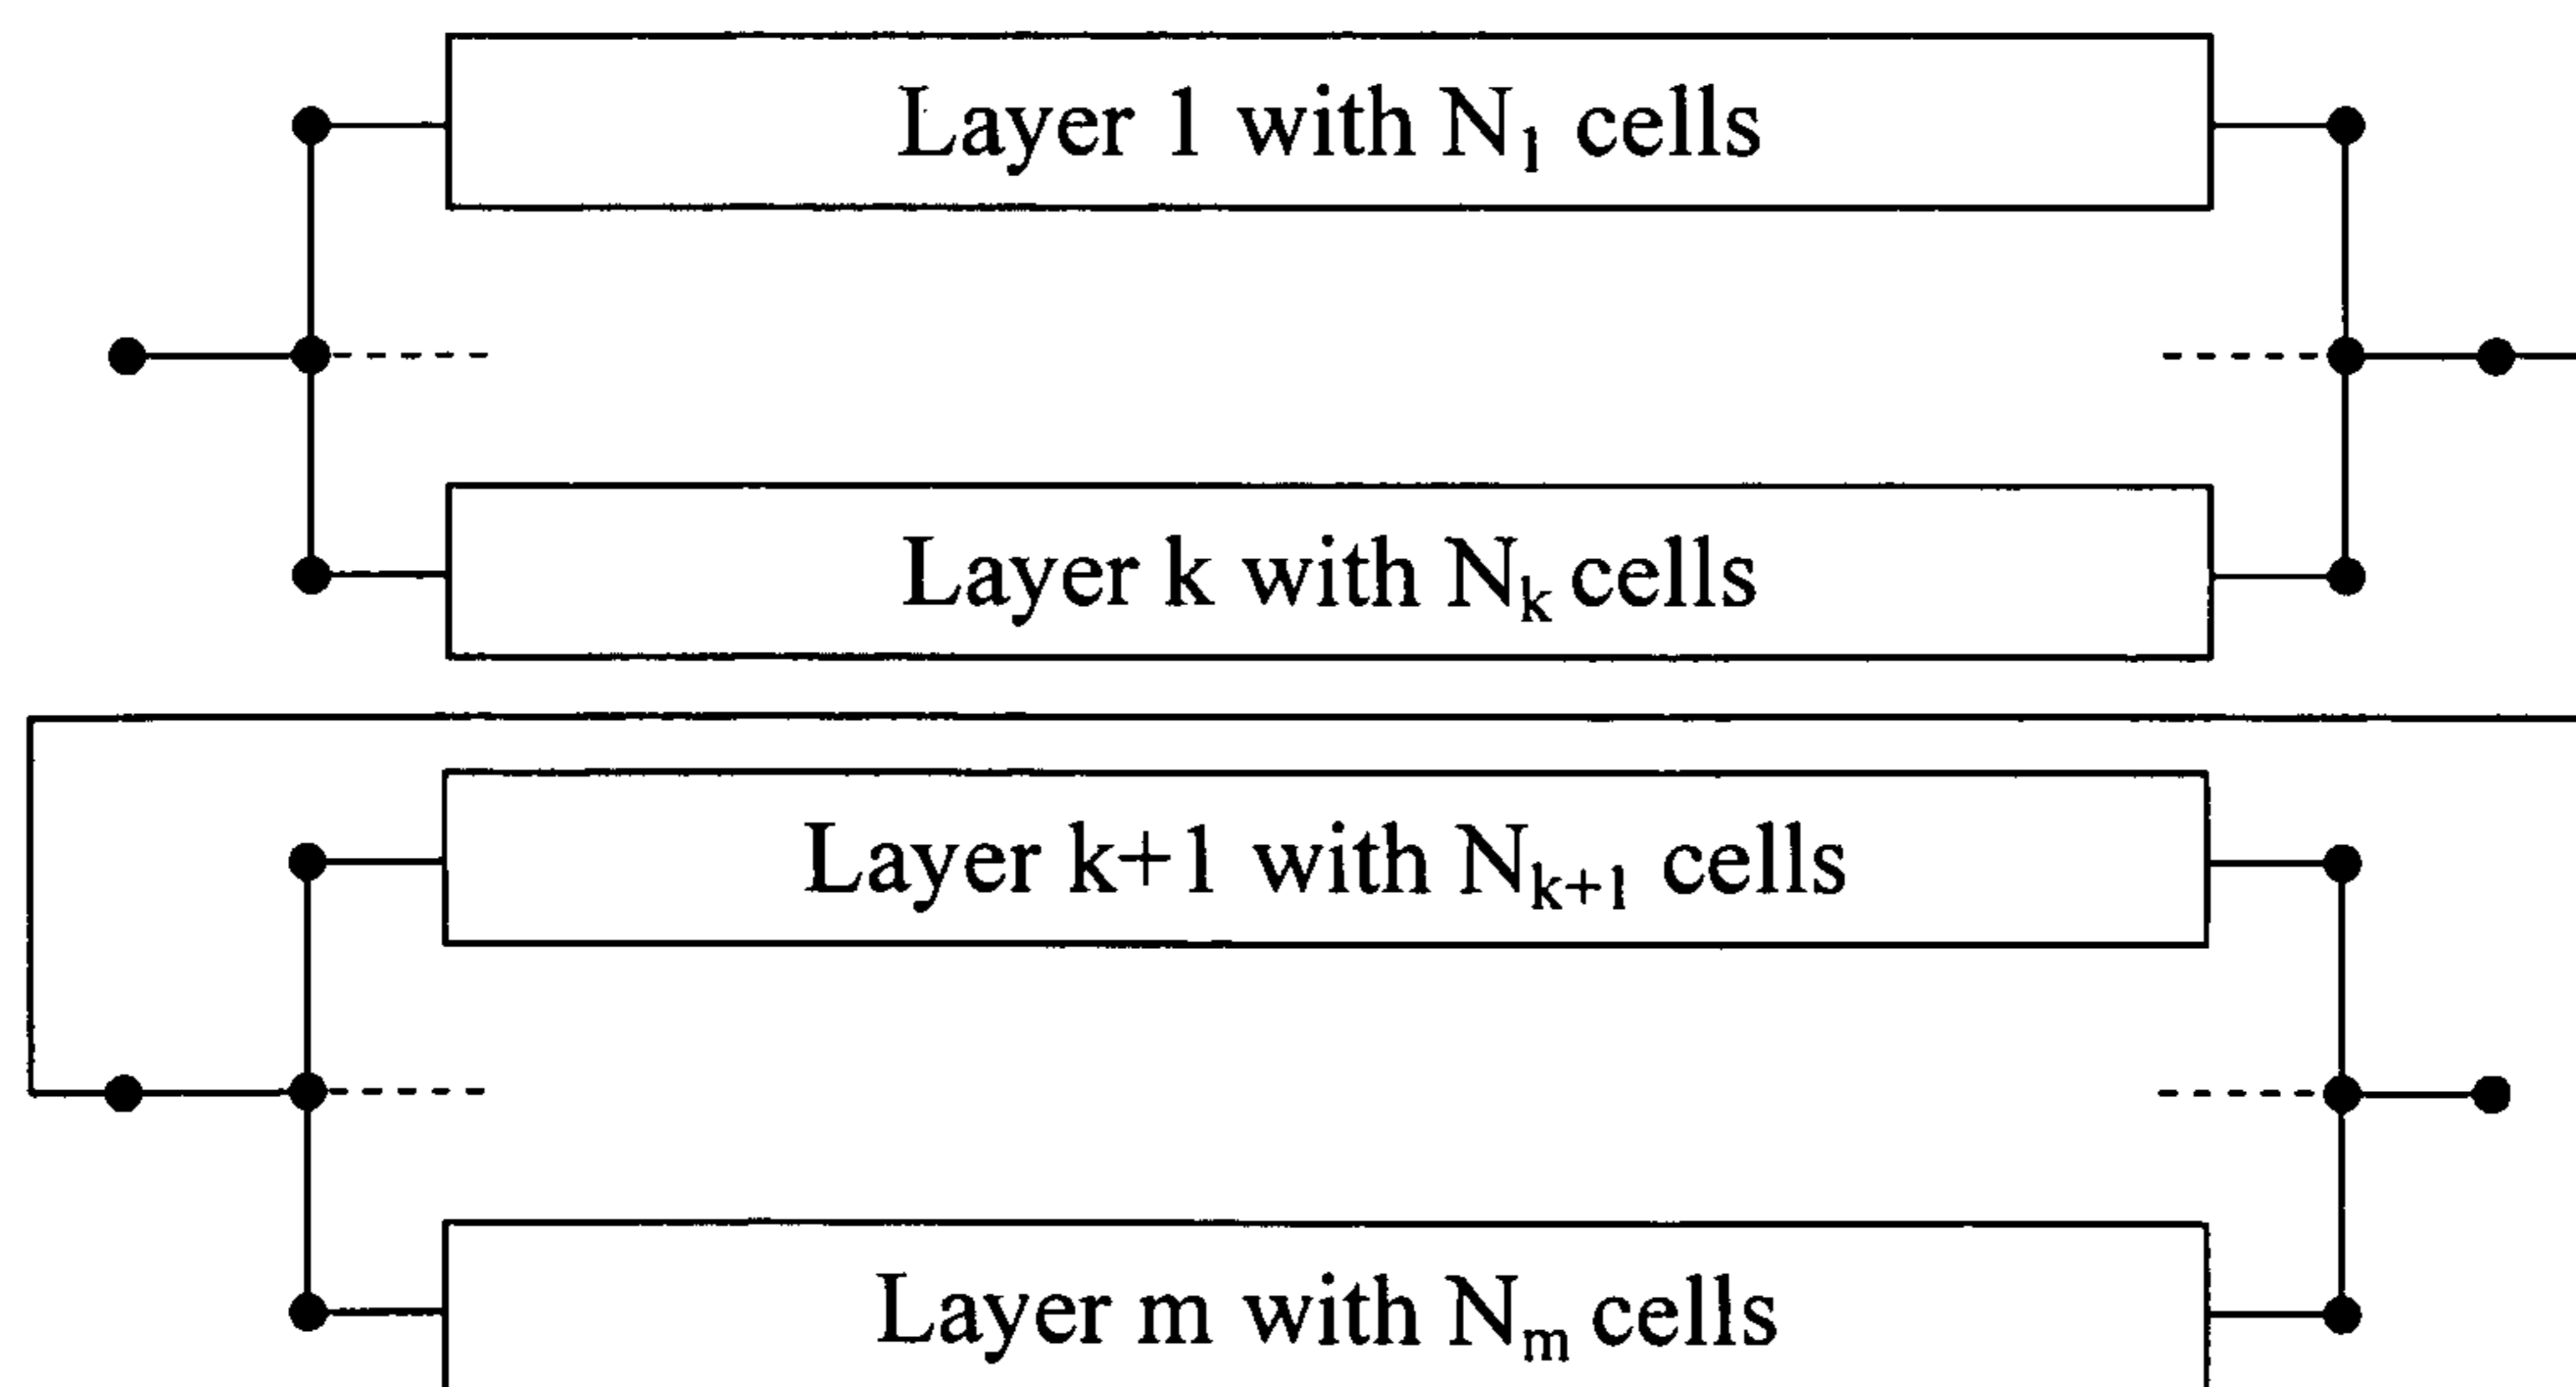 Layer 1 with N₁ cells
Layer k with Nₖ cells
Layer k+1 with Nₖ₊₁ cells
Layer m with Nₘ cells